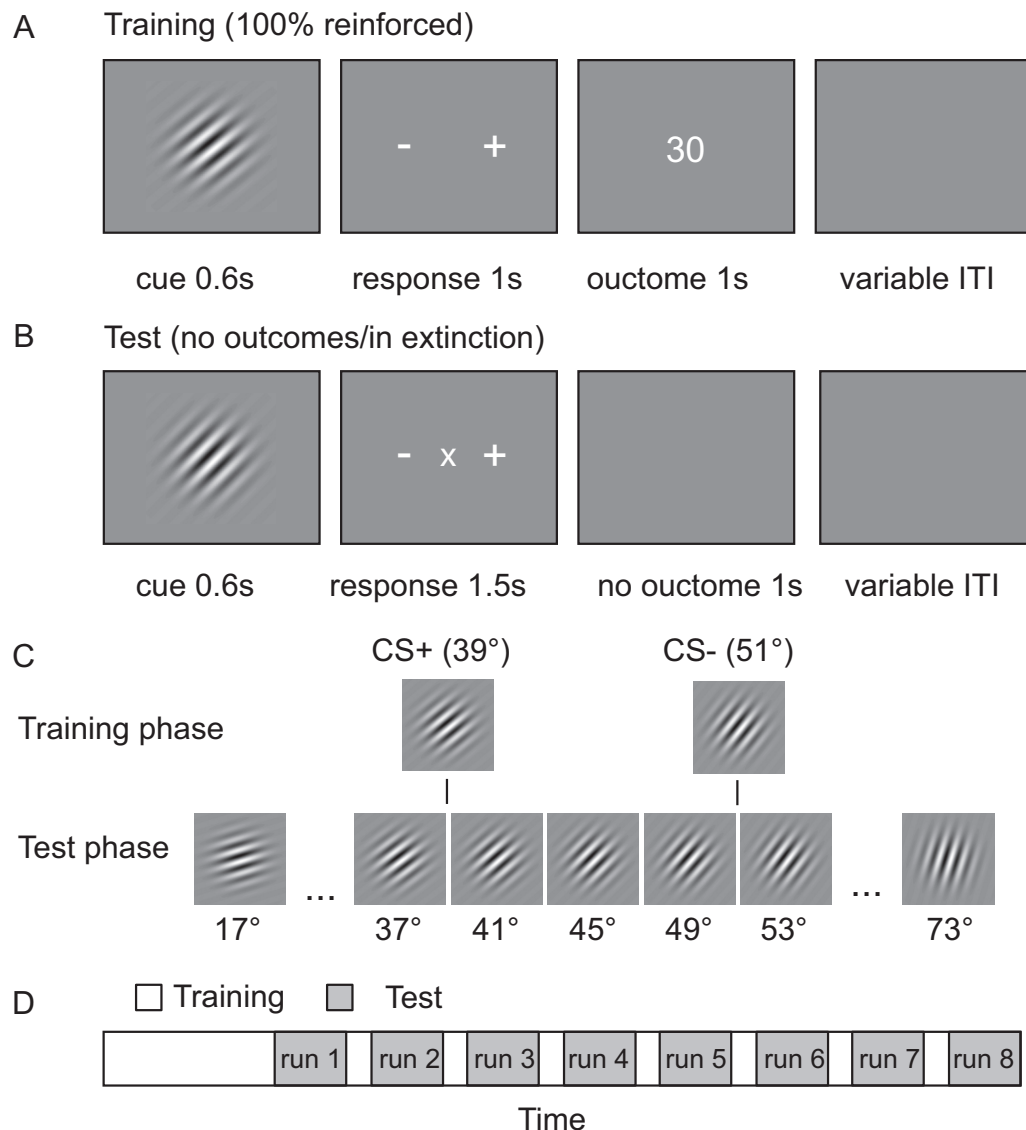 A Training (100% reinforced)
- +
30
cue 0.6s response 1s ouctome 1s variable ITI
B Test (no outcomes/in extinction)
- x +
cue 0.6s response 1.5s no ouctome 1s variable ITI
C CS+ (39°) CS- (51°)
Training phase
Test phase
... ...
17° 37° 41° 45° 49° 53° 73°
D Training Test
run 1 run 2 run 3 run 4 run 5 run 6 run 7 run 8
Time